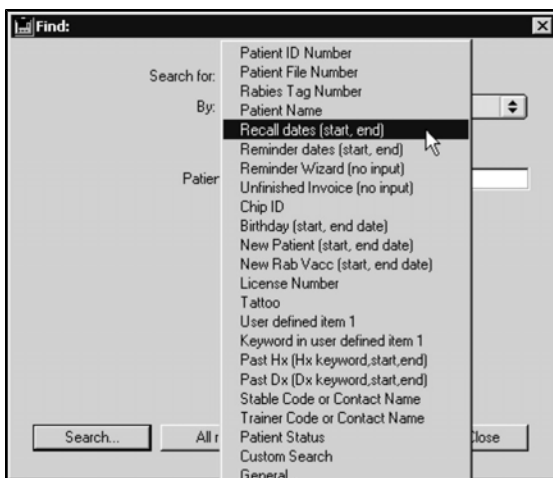 Find:
Search for:
By:
Patient ID Number
Patient File Number
Rabies Tag Number
Patient Name
Recall dates (start, end)
Reminder dates (start, end)
Reminder Wizard (no input)
Unfinished Invoice (no input)
Chip ID
Birthday (start, end date)
New Patient (start, end date)
New Rab Vacc (start, end date)
License Number
Tattoo
User defined item 1
Keyword in user defined item 1
Past Hx (Hx keyword,start,end)
Past Dx (Dx keyword,start,end)
Stable Code or Contact Name
Trainer Code or Contact Name
Patient Status
Custom Search
General
Search...
All